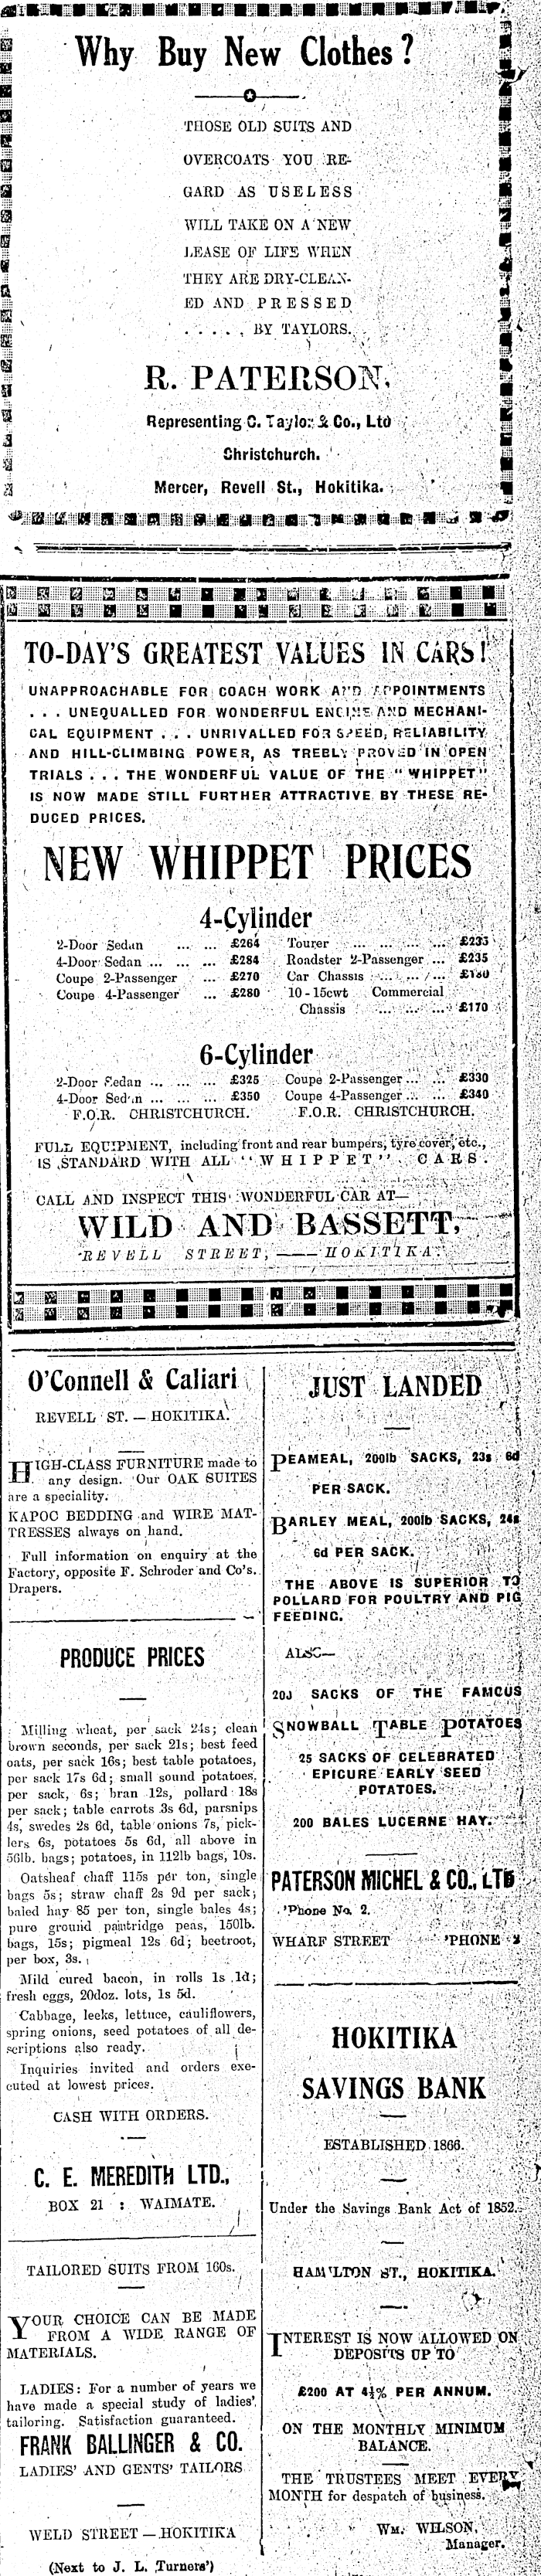 Why Buy New Clothes?
THOSE OLD SUITS AND
OVERCOATS YOU RE-
GARD AS USELESS
WILL TAKE ON A NEW
LEASE OF LIFE WHEN
THEY ARE DRY-CLEAN-
ED AND PRESSED
. . . . , BY TAYLORS.
R. PATERSON,
Representing C. Taylor & Co., Ltd
Christchurch.
Mercer, Revell St., Hokitika.
TO-DAY'S GREATEST VALUES IN CARS!
UNAPPROACHABLE FOR COACH WORK AND APPOINTMENTS
. . . UNEQUALLED FOR WONDERFUL ENGINE AND MECHANI-
CAL EQUIPMENT . . . UNRIVALLED FOR SPEED, RELIABILITY
AND HILL-CLIMBING POWER, AS TREBLY PROVED IN OPEN
TRIALS . . . THE WONDERFUL VALUE OF THE "WHIPPET"
IS NOW MADE STILL FURTHER ATTRACTIVE BY THESE RE-
DUCED PRICES.
NEW WHIPPET PRICES
4-Cylinder
2-Door Sedan ... ... £264
4-Door Sedan ... ... ... £284
Coupe 2-Passenger ... £270
Coupe 4-Passenger ... £280
Tourer ... ... ... ... £235
Roadster 2-Passenger ... £235
Car Chassis ... ... ...
10-15cwt Commercial
Chassis ... ... ... £170
6-Cylinder
2-Door Sedan ... ... ... £325
4-Door Sedan ... ... ... £350
F.O.R. CHRISTCHURCH.
Coupe 2-Passenger ... ... £330
Coupe 4-Passenger ... ... £340
F.O.R. CHRISTCHURCH.
FULL EQUIPMENT, including front and rear bumpers, tyre cover, etc.,
IS STANDARD WITH ALL "WHIPPET" CARS.
CALL AND INSPECT THIS WONDERFUL CAR AT—
WILD AND BASSETT,
REVELL STREET, —— HOKITIKA.
O'Connell & Caliari
REVELL ST. — HOKITIKA.
HIGH-CLASS FURNITURE made to
any design. Our OAK SUITES
are a speciality.
KAPOC BEDDING and WIRE MAT-
TRESSES always on hand.
Full information on enquiry at the
Factory, opposite F. Schroder and Co's.
Drapers.
PRODUCE PRICES
Milling wheat, per sack 24s; clean
brown seconds, per sack 21s; best feed
oats, per sack 16s; best table potatoes,
per sack 17s 6d; small sound potatoes,
per sack, 6s; bran 12s, pollard 18s
per sack; table carrots 3s 6d, parsnips
4s, swedes 2s 6d, table onions 7s, pick-
lers 6s, potatoes 5s 6d, all above in
56lb. bags; potatoes, in 112lb bags, 10s.
Oatsheaf chaff 115s per ton, single
bags 5s; straw chaff 2s 9d per sack;
baled hay 85 per ton, single bales 4s;
pure ground partridge peas, 150lb.
bags, 15s; pigmeal 12s 6d; beetroot,
per box, 3s.
Mild cured bacon, in rolls 1s 1d;
fresh eggs, 20doz. lots, 1s 5d.
Cabbage, leeks, lettuce, cauliflowers,
spring onions, seed potatoes of all de-
scriptions also ready.
Inquiries invited and orders exe-
cuted at lowest prices.
CASH WITH ORDERS.
C. E. MEREDITH LTD.,
BOX 21 : WAIMATE.
TAILORED SUITS FROM 160s.
YOUR CHOICE CAN BE MADE
FROM A WIDE RANGE OF
MATERIALS.
LADIES: For a number of years we
have made a special study of ladies'
tailoring. Satisfaction guaranteed.
FRANK BALLINGER & CO.
LADIES' AND GENTS' TAILORS
WELD STREET — HOKITIKA
(Next to J. L. Turners')
JUST LANDED
PEAMEAL, 200lb SACKS, 23s 6d
PER SACK.
BARLEY MEAL, 200lb SACKS, 24s
6d PER SACK.
THE ABOVE IS SUPERIOR TO
POLLARD FOR POULTRY AND PIG
FEEDING.
ALSO—
200 SACKS OF THE FAMOUS
SNOWBALL TABLE POTATOES
25 SACKS OF CELEBRATED
EPICURE EARLY SEED
POTATOES.
200 BALES LUCERNE HAY.
PATERSON MICHEL & CO., LTD
'Phone No. 2.
WHARF STREET 'PHONE 2
HOKITIKA
SAVINGS BANK
ESTABLISHED 1866.
Under the Savings Bank Act of 1852.
HAMILTON ST., HOKITIKA.
INTEREST IS NOW ALLOWED ON
DEPOSITS UP TO
£200 AT 4½% PER ANNUM.
ON THE MONTHLY MINIMUM
BALANCE.
THE TRUSTEES MEET EVERY
MONTH for despatch of business.
Wm. WILSON,
Manager.